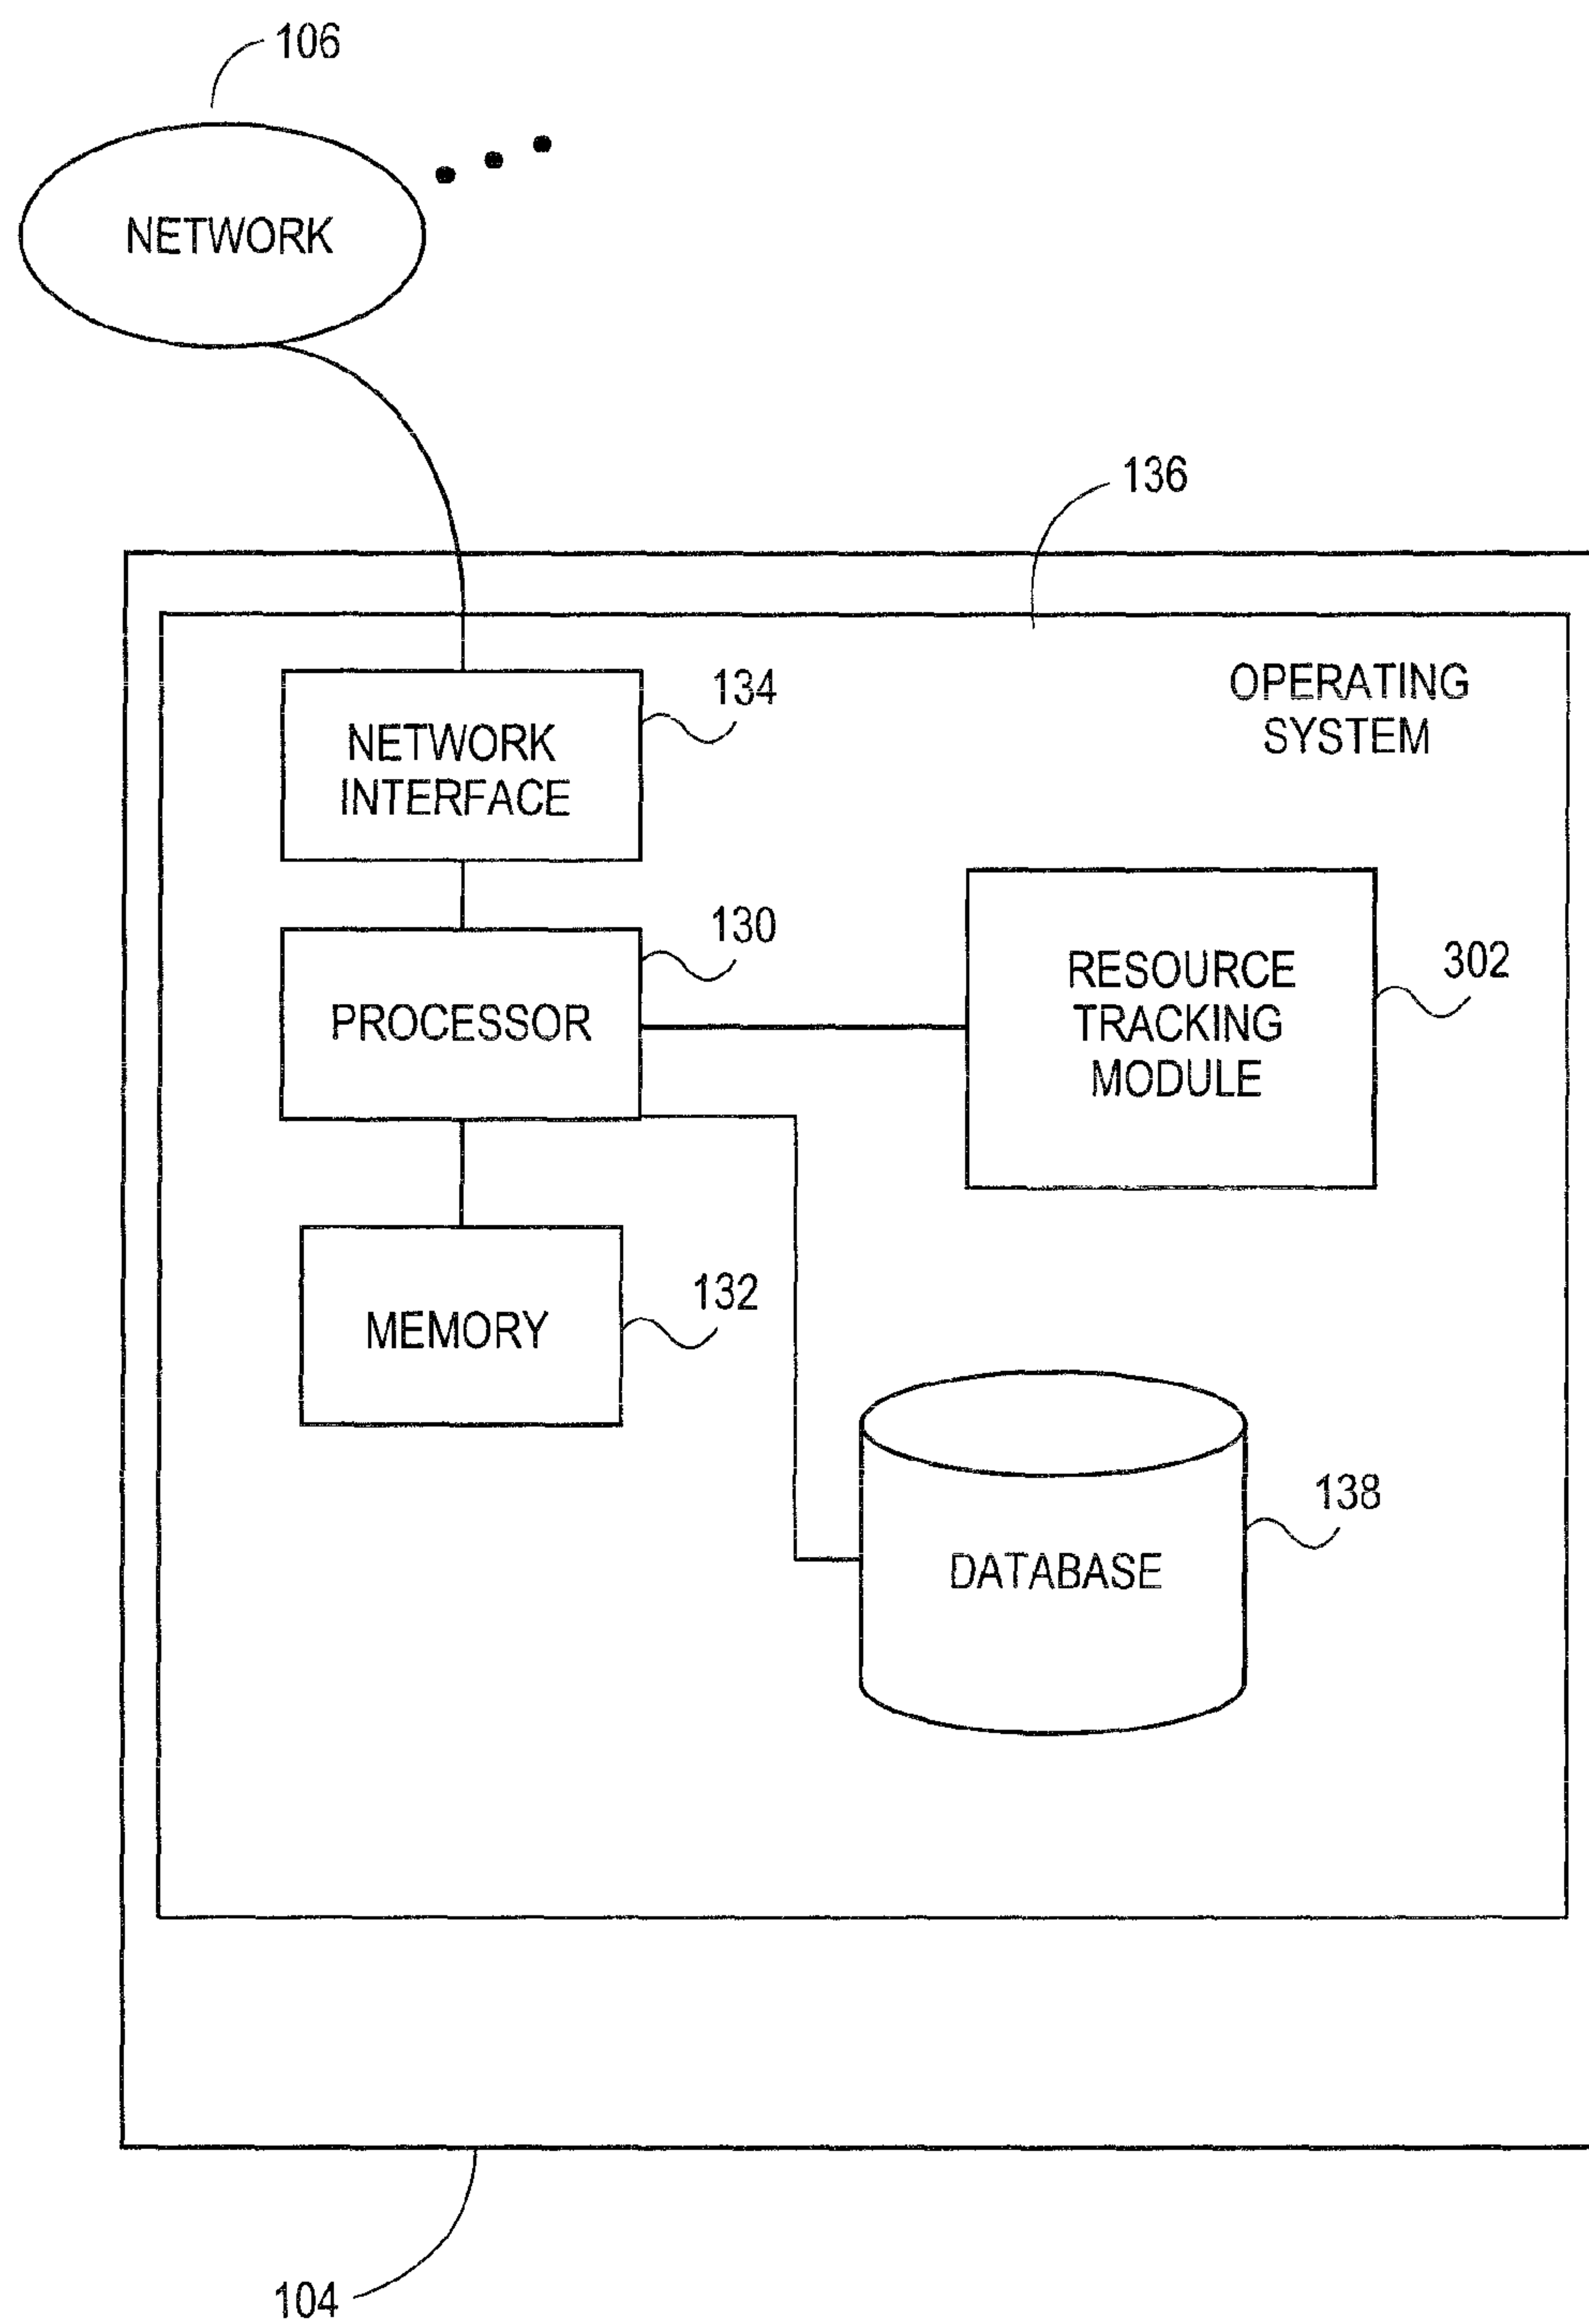 106
NETWORK
136
OPERATING
SYSTEM
134
NETWORK
INTERFACE
130
PROCESSOR
302
RESOURCE
TRACKING
MODULE
132
MEMORY
138
DATABASE
104